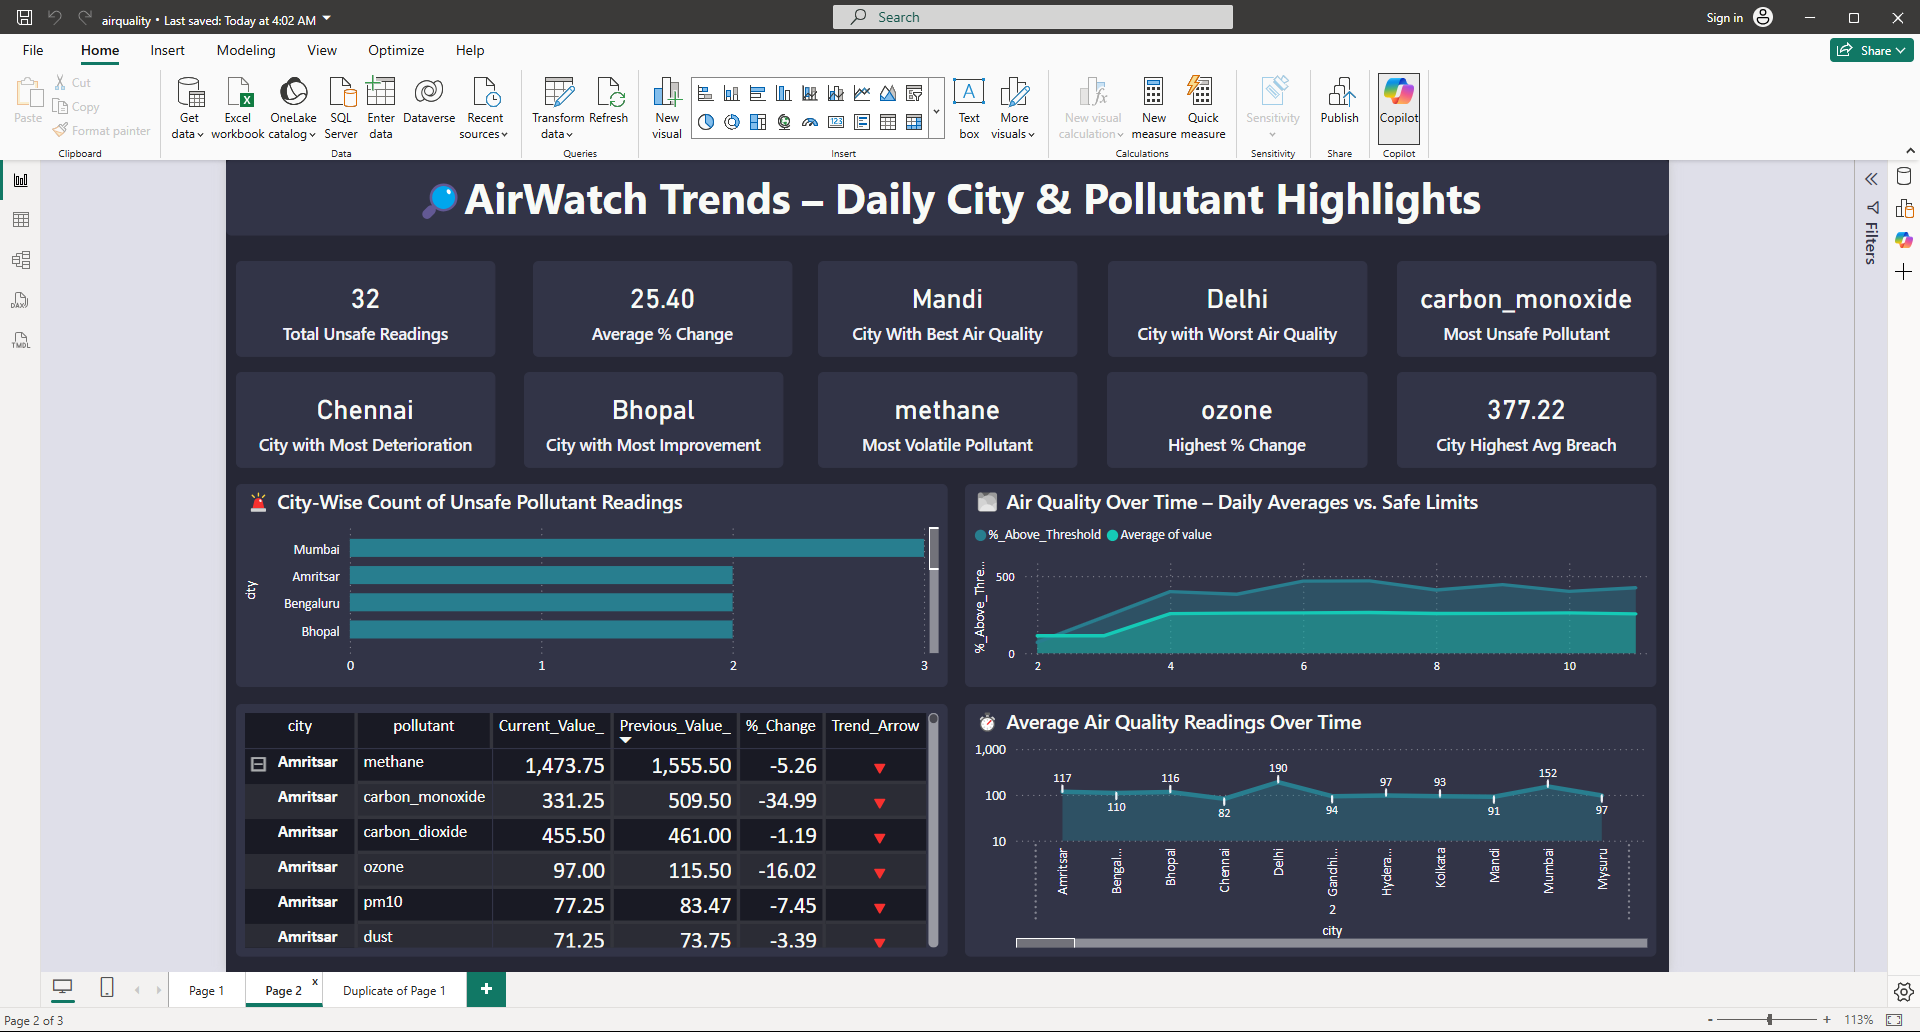 airquality • Last saved: Today at 4:02 AM
Search
Sign in
File Home Insert Modeling View Optimize Help
Share
Paste
Cut
Copy
Format painter
Clipboard
Get data
Excel workbook
OneLake catalog
SQL Server
Enter data
Dataverse
Recent sources
Data
Transform data
Refresh
Queries
New visual
Text box
More visuals
Insert
New visual calculation
New measure
Quick measure
Calculations
Sensitivity
Sensitivity
Publish
Share
Copilot
Copilot
DAX
TMDL
Filters
AirWatch Trends – Daily City & Pollutant Highlights
32
Total Unsafe Readings
25.40
Average % Change
Mandi
City With Best Air Quality
Delhi
City with Worst Air Quality
carbon_monoxide
Most Unsafe Pollutant
Chennai
City with Most Deterioration
Bhopal
City with Most Improvement
methane
Most Volatile Pollutant
ozone
Highest % Change
377.22
City Highest Avg Breach
City-Wise Count of Unsafe Pollutant Readings
city
Mumbai
Amritsar
Bengaluru
Bhopal
0 1 2 3
Air Quality Over Time – Daily Averages vs. Safe Limits
%_Above_Threshold Average of value
%_Above_Thre...
500
0
2 4 6 8 10
city pollutant Current_Value_ Previous_Value_ %_Change Trend_Arrow
Amritsar methane 1,473.75 1,555.50 -5.26 ▼
Amritsar carbon_monoxide 331.25 509.50 -34.99 ▼
Amritsar carbon_dioxide 455.50 461.00 -1.19 ▼
Amritsar ozone 97.00 115.50 -16.02 ▼
Amritsar pm10 77.25 83.47 -7.45 ▼
Amritsar dust 71.25 73.75 -3.39 ▼
Average Air Quality Readings Over Time
1,000
100
10
117 110 116 82 190 94 97 93 91 152 97
Amritsar Bengal... Bhopal Chennai Delhi Gandhi... Hydera... Kolkata Mandi Mumbai Mysuru
2
city
Page 1
Page 2 x
Duplicate of Page 1
+
Page 2 of 3
- + 113%